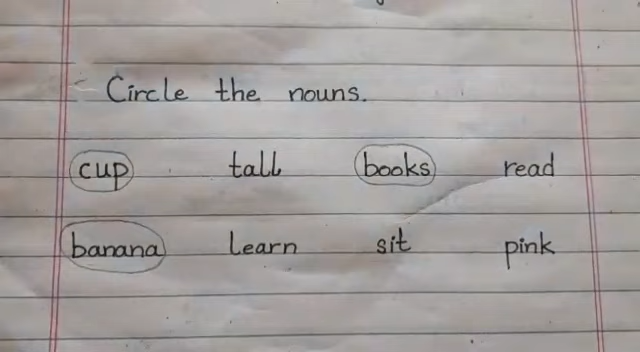 Circle the nouns.
cup tall books read
banana learn sit pink